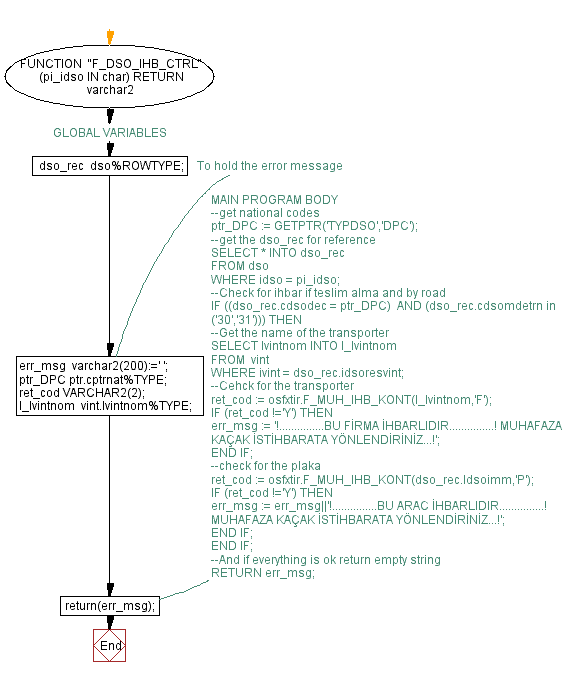 FUNCTION "F_DSO_IHB_CTRL"
(pi_idso IN char) RETURN
varchar2
GLOBAL VARIABLES
dso_rec dso%ROWTYPE;
To hold the error message
MAIN PROGRAM BODY
--get national codes
ptr_DPC := GETPTR('TYPDSO','DPC');
--get the dso_rec for reference
SELECT * INTO dso_rec
FROM dso
WHERE idso = pi_idso;
--Check for ihbar if teslim alma and by road
IF ((dso_rec.cdsodec = ptr_DPC) AND (dso_rec.cdsomdetrn in
('30','31'))) THEN
--Get the name of the transporter
SELECT lvintnom INTO l_lvintnom
FROM vint
WHERE ivint = dso_rec.idsoresvint;
--Cehck for the transporter
ret_cod := osfxtir.F_MUH_IHB_KONT(l_lvintnom,'F');
IF (ret_cod !='Y') THEN
err_msg := '!...............BU FİRMA İHBARLIDIR...............! MUHAFAZA
KAÇAK İSTİHBARATA YÖNLENDİRİNİZ...!';
END IF;
--check for the plaka
ret_cod := osfxtir.F_MUH_IHB_KONT(dso_rec.ldsoimm,'P');
IF (ret_cod !='Y') THEN
err_msg := err_msg||'!...............BU ARAC İHBARLIDIR...............!
MUHAFAZA KAÇAK İSTİHBARATA YÖNLENDİRİNİZ...!';
END IF;
END IF;
--And if everything is ok return empty string
RETURN err_msg;
err_msg varchar2(200):=' ';
ptr_DPC ptr.cptrnat%TYPE;
ret_cod VARCHAR2(2);
l_lvintnom vint.lvintnom%TYPE;
return(err_msg);
End